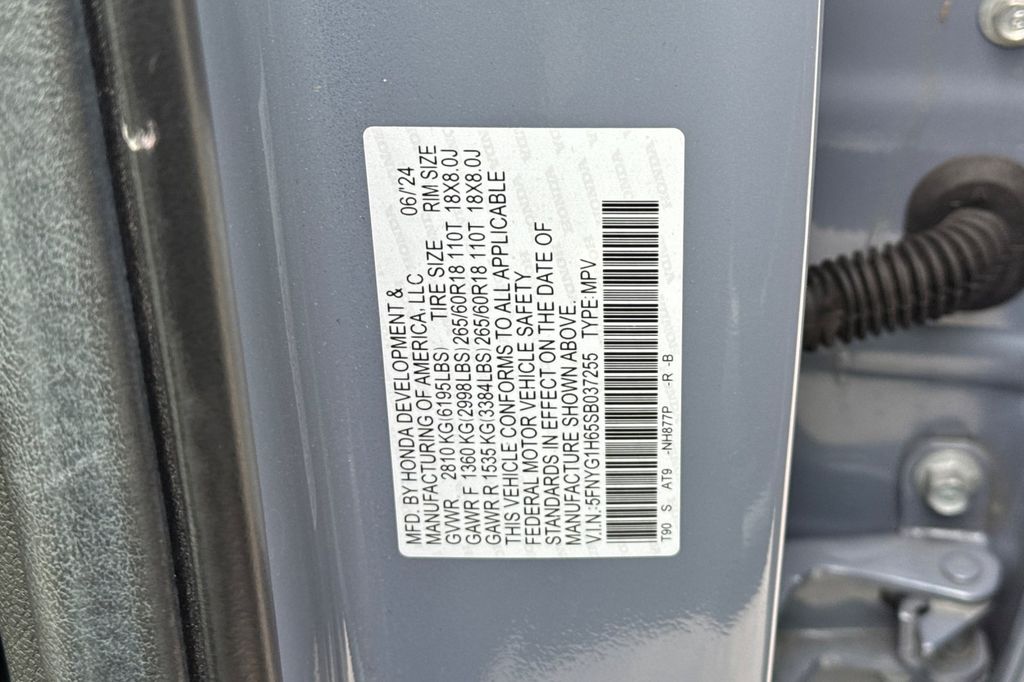 MFD. BY HONDA DEVELOPMENT &
MANUFACTURING OF AMERICA, LLC 06/'24
GVWR 2810 KG(6195LBS) TIRE SIZE RIM SIZE
GAWR F 1360 KG(2998LBS) 265/60R18 110T 18X8.0J
GAWR R 1535 KG(3384LBS) 265/60R18 110T 18X8.0J
THIS VEHICLE CONFORMS TO ALL APPLICABLE
FEDERAL MOTOR VEHICLE SAFETY
STANDARDS IN EFFECT ON THE DATE OF
MANUFACTURE SHOWN ABOVE.
V.I.N.:5FNYG1H65SB037255 TYPE: MPV
T90 S AT9 -NH877P -R -B